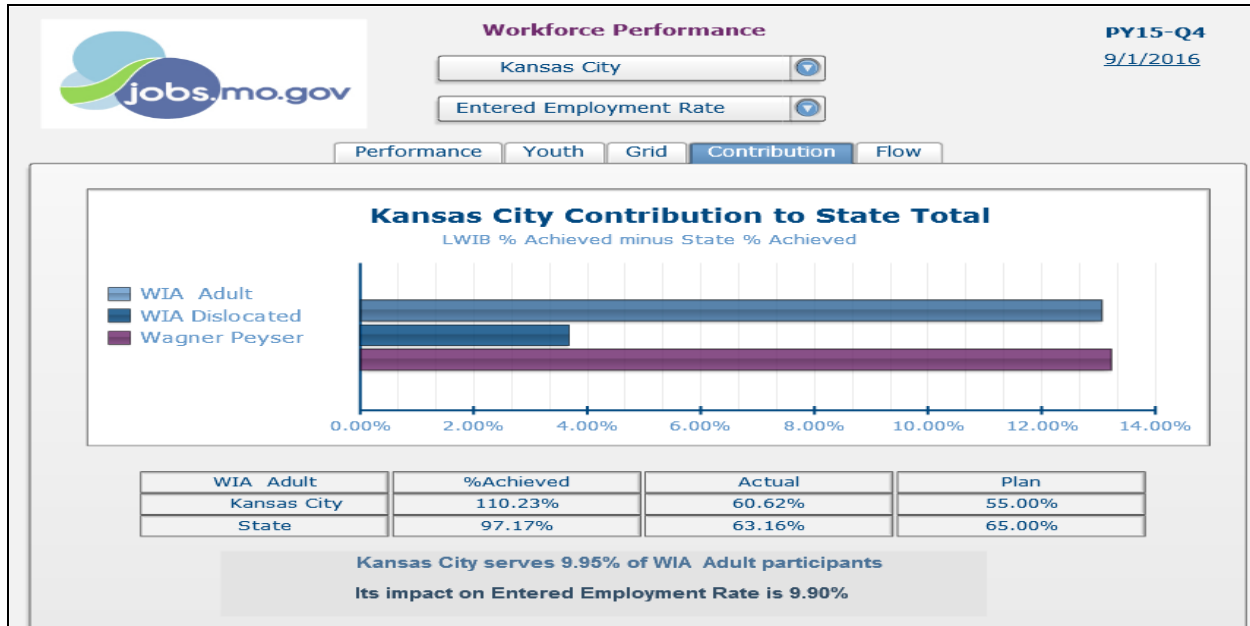 Workforce Performance
PY15-Q4
jobs.mo.gov
Kansas City
9/1/2016
Entered Employment Rate
Performance Youth Grid Contribution Flow
Kansas City Contribution to State Total
LWIB % Achieved minus State % Achieved
WIA Adult
WIA Dislocated
Wagner Peyser
0.00% 2.00% 4.00% 6.00% 8.00% 10.00% 12.00% 14.00%
WIA Adult %Achieved Actual Plan
Kansas City 110.23% 60.62% 55.00%
State 97.17% 63.16% 65.00%
Kansas City serves 9.95% of WIA Adult participants
Its impact on Entered Employment Rate is 9.90%